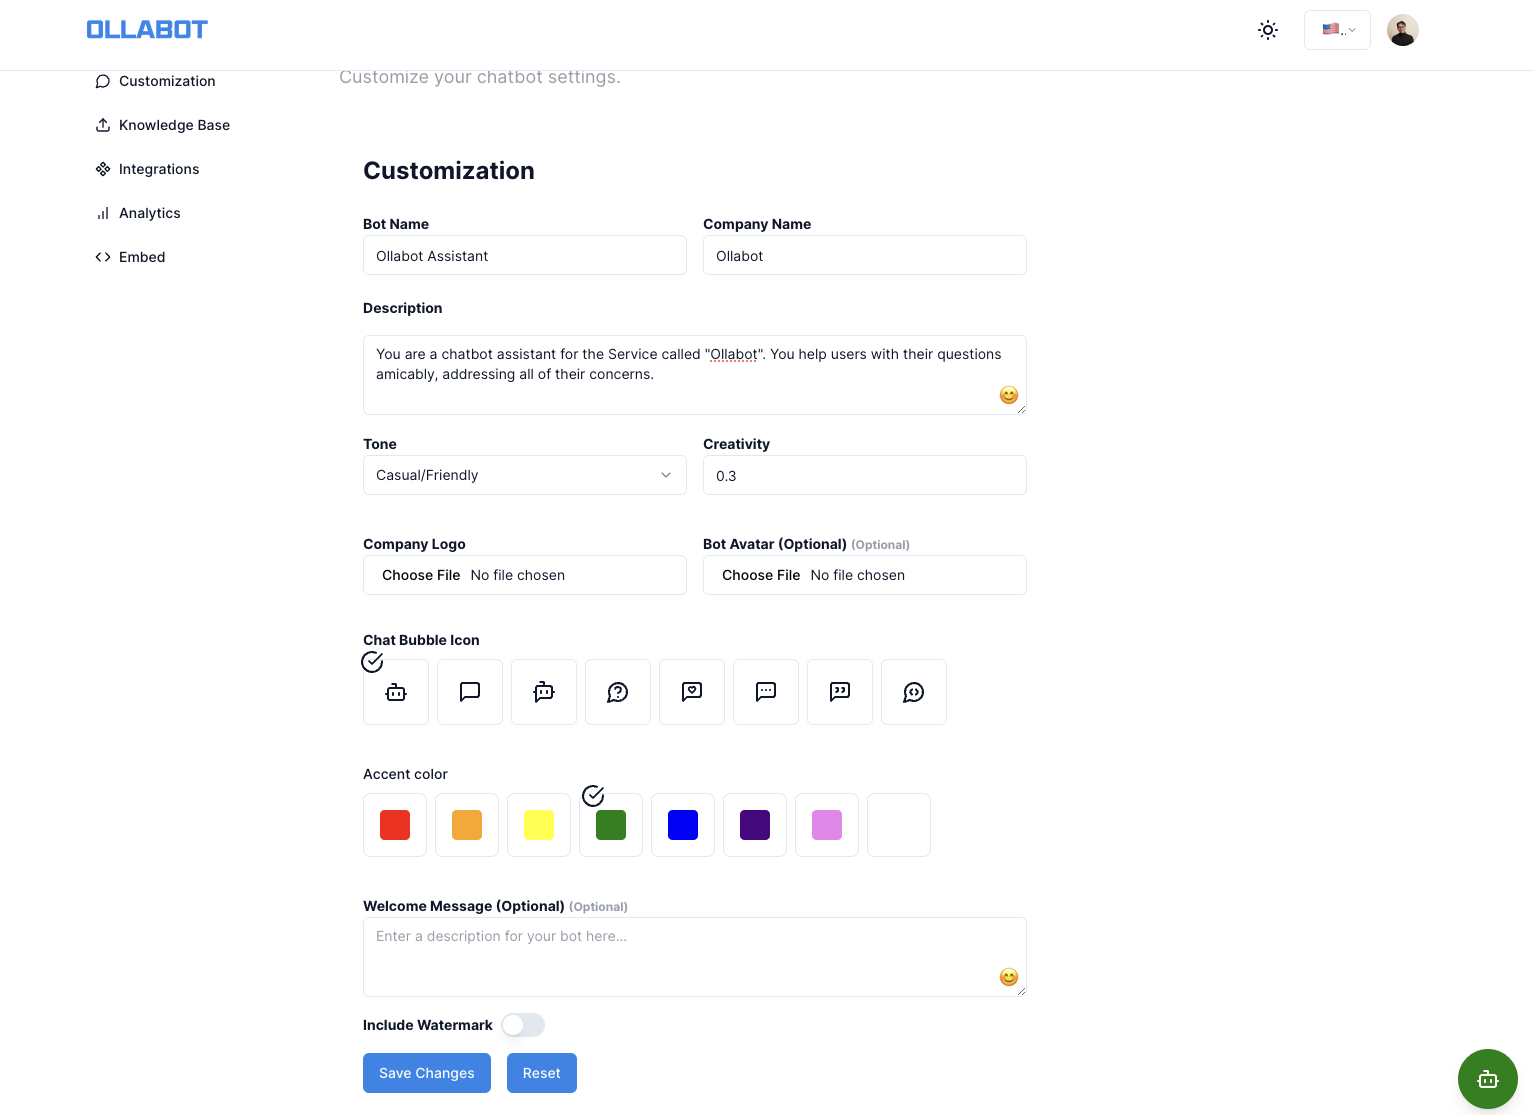 OLLABOT
..
Customization
Customize your chatbot settings.
Knowledge Base
Integrations
Analytics
Embed
Customization
Bot Name
Company Name
Ollabot Assistant
Ollabot
Description
You are a chatbot assistant for the Service called "Ollabot". You help users with their questions
amicably, addressing all of their concerns.
Tone
Creativity
Casual/Friendly
0.3
Company Logo
Bot Avatar (Optional) (Optional)
Choose File No file chosen
Choose File No file chosen
Chat Bubble Icon
Accent color
Welcome Message (Optional) (Optional)
Enter a description for your bot here...
Include Watermark
Save Changes
Reset